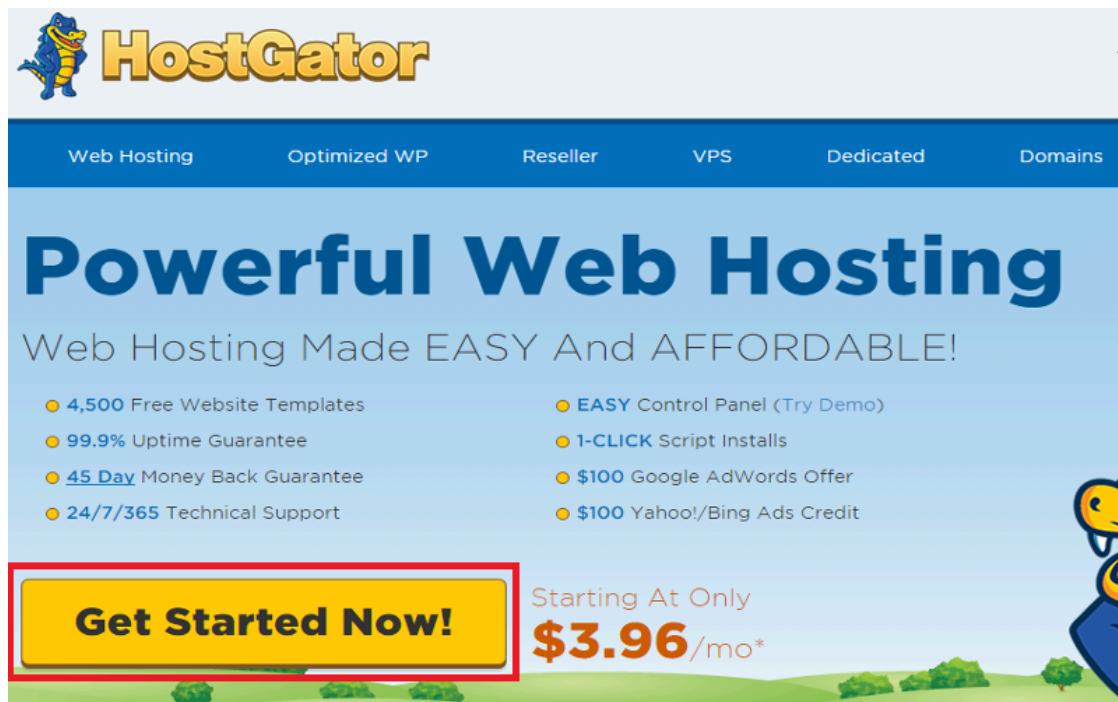 HostGator
Web Hosting Optimized WP Reseller VPS Dedicated Domains
Powerful Web Hosting
Web Hosting Made EASY And AFFORDABLE!
4,500 Free Website Templates
99.9% Uptime Guarantee
45 Day Money Back Guarantee
24/7/365 Technical Support
EASY Control Panel (Try Demo)
1-CLICK Script Installs
$100 Google AdWords Offer
$100 Yahoo!/Bing Ads Credit
Get Started Now!
Starting At Only
$3.96/mo*